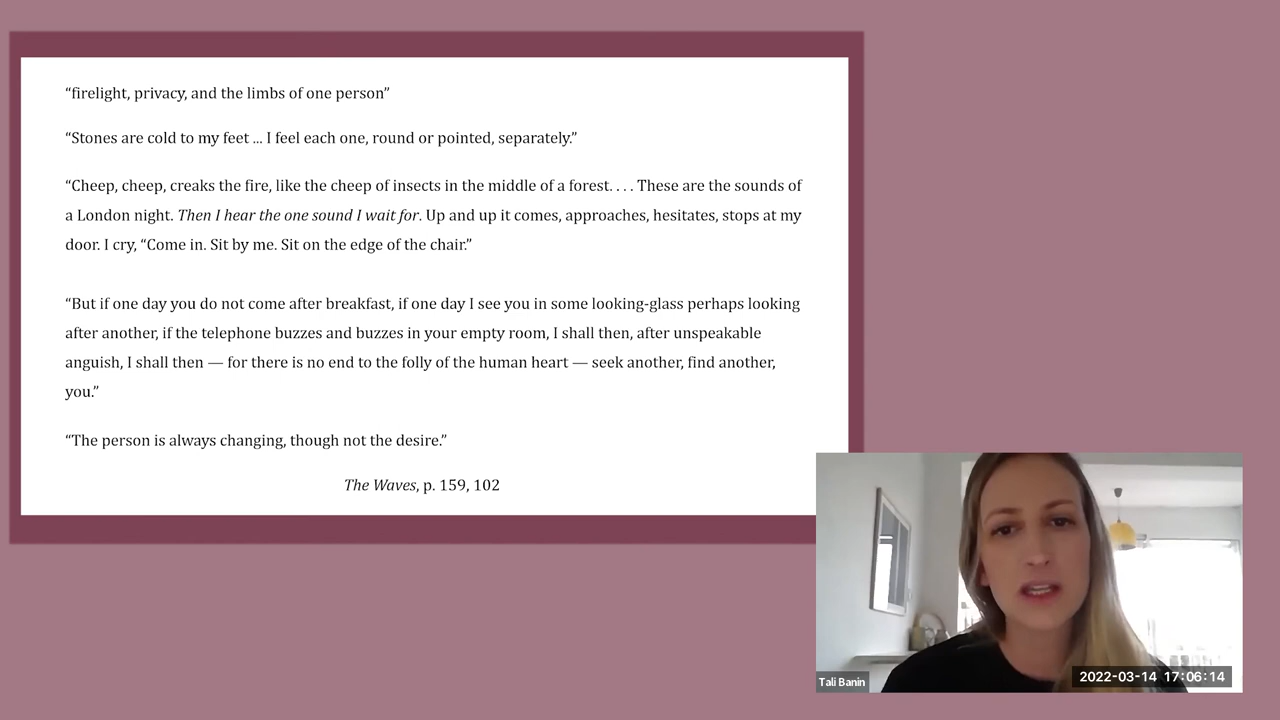 “firelight, privacy, and the limbs of one person”
“Stones are cold to my feet ... I feel each one, round or pointed, separately.”
“Cheep, cheep, creaks the fire, like the cheep of insects in the middle of a forest. . . . These are the sounds of
a London night. Then I hear the one sound I wait for. Up and up it comes, approaches, hesitates, stops at my
door. I cry, “Come in. Sit by me. Sit on the edge of the chair.”
“But if one day you do not come after breakfast, if one day I see you in some looking-glass perhaps looking
after another, if the telephone buzzes and buzzes in your empty room, I shall then, after unspeakable
anguish, I shall then — for there is no end to the folly of the human heart — seek another, find another,
you.”
“The person is always changing, though not the desire.”
The Waves, p. 159, 102
Tali Banin
2022-03-14 17:06:14